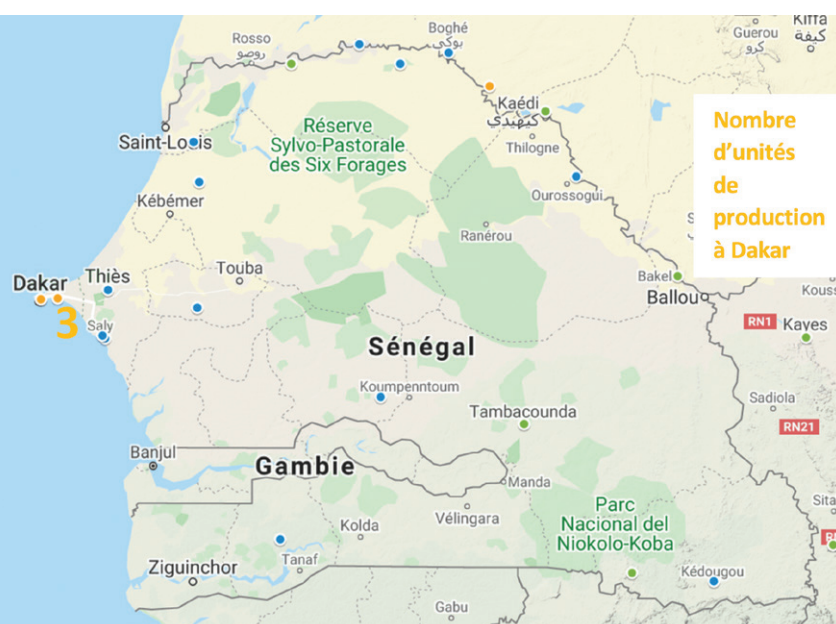 Kiffa
كيفة
Guerou
كرو
Rosso
روصو
Boghé
بوكي
Kaédi
كيهيدي
Saint-Louis
Réserve
Sylvo-Pastorale
des Six Forages
Thilogne
Nombre
d'unités
de
production
à Dakar
Ourossogui
Kébémer
Ranérou
Dakar
Thiès
Touba
3
Saly
Bakel
Ballou
Kouss
RN1
Kayes
Sénégal
Koumpenntoum
Sadiola
Tambacounda
RN21
Banjul
Gambie
Manda
Parc
Nacional del
Niokolo-Koba
Sita
Kolda
Vélingara
Tanaf
Ziguinchor
Kédougou
Gabu